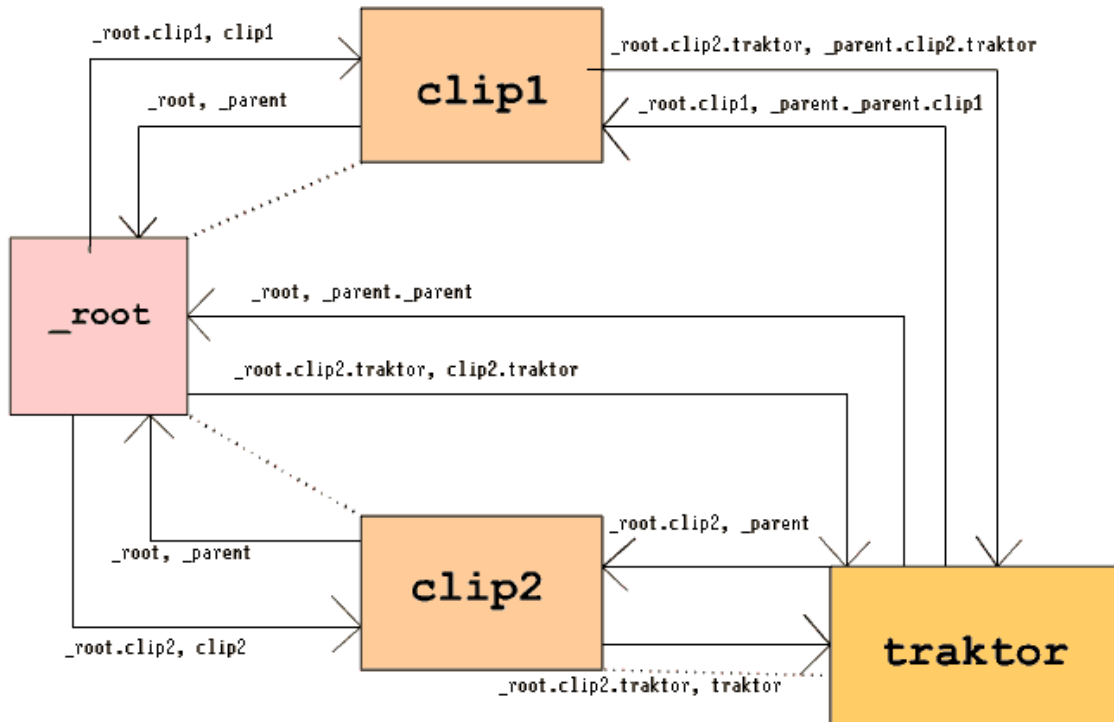 _root.clip1, clip1
_root.clip2.traktor, _parent.clip2.traktor
clip1
_root, _parent
_root.clip1, _parent._parent.clip1
_root, _parent._parent
_root
_root.clip2.traktor, clip2.traktor
_root.clip2, _parent
_root, _parent
clip2
_root.clip2, clip2
traktor
_root.clip2.traktor, traktor